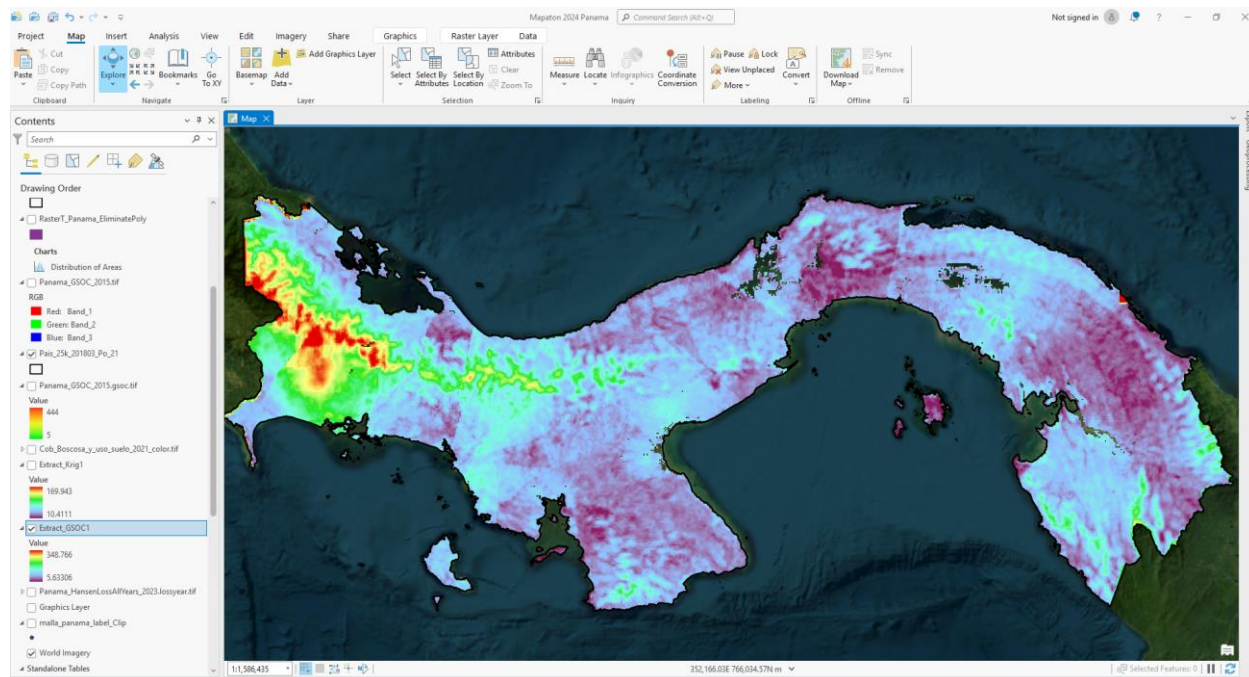 Mapaton 2024 Panama
Command Search (Alt+Q)
Not signed in
?
Project Map Insert Analysis View Edit Imagery Share Graphics Raster Layer Data
Paste
Cut
Copy
Copy Path
Clipboard
Explore
Bookmarks
Go To XY
Navigate
Basemap
Add Data
Add Graphics Layer
Layer
Select
Select By Attributes
Select By Location
Attributes
Clear
Zoom To
Selection
Measure
Locate
Infographics
Coordinate Conversion
Inquiry
Pause
Lock
View Unplaced
More
Convert
Labeling
Download Map
Sync
Remove
Offline
Contents
Search
Drawing Order
RasterT_Panama_EliminatePoly
Charts
Distribution of Areas
Panama_GSOC_2015.tif
RGB
Red: Band_1
Green: Band_2
Blue: Band_3
Pais_25k_201803_Po_21
Panama_GSOC_2015.gsoc.tif
Value
444
5
Cob_Boscosa_y_uso_suelo_2021_color.tif
Extract_Krig1
Value
169.943
10.4111
Extract_GSOC1
Value
348.766
5.63306
Panama_HansenLossAllYears_2023.lossyear.tif
Graphics Layer
malla_panama_label_Clip
World Imagery
Standalone Tables
Map
1:1,586,435
352,166.03E 766,034.57N m
Selected Features: 0